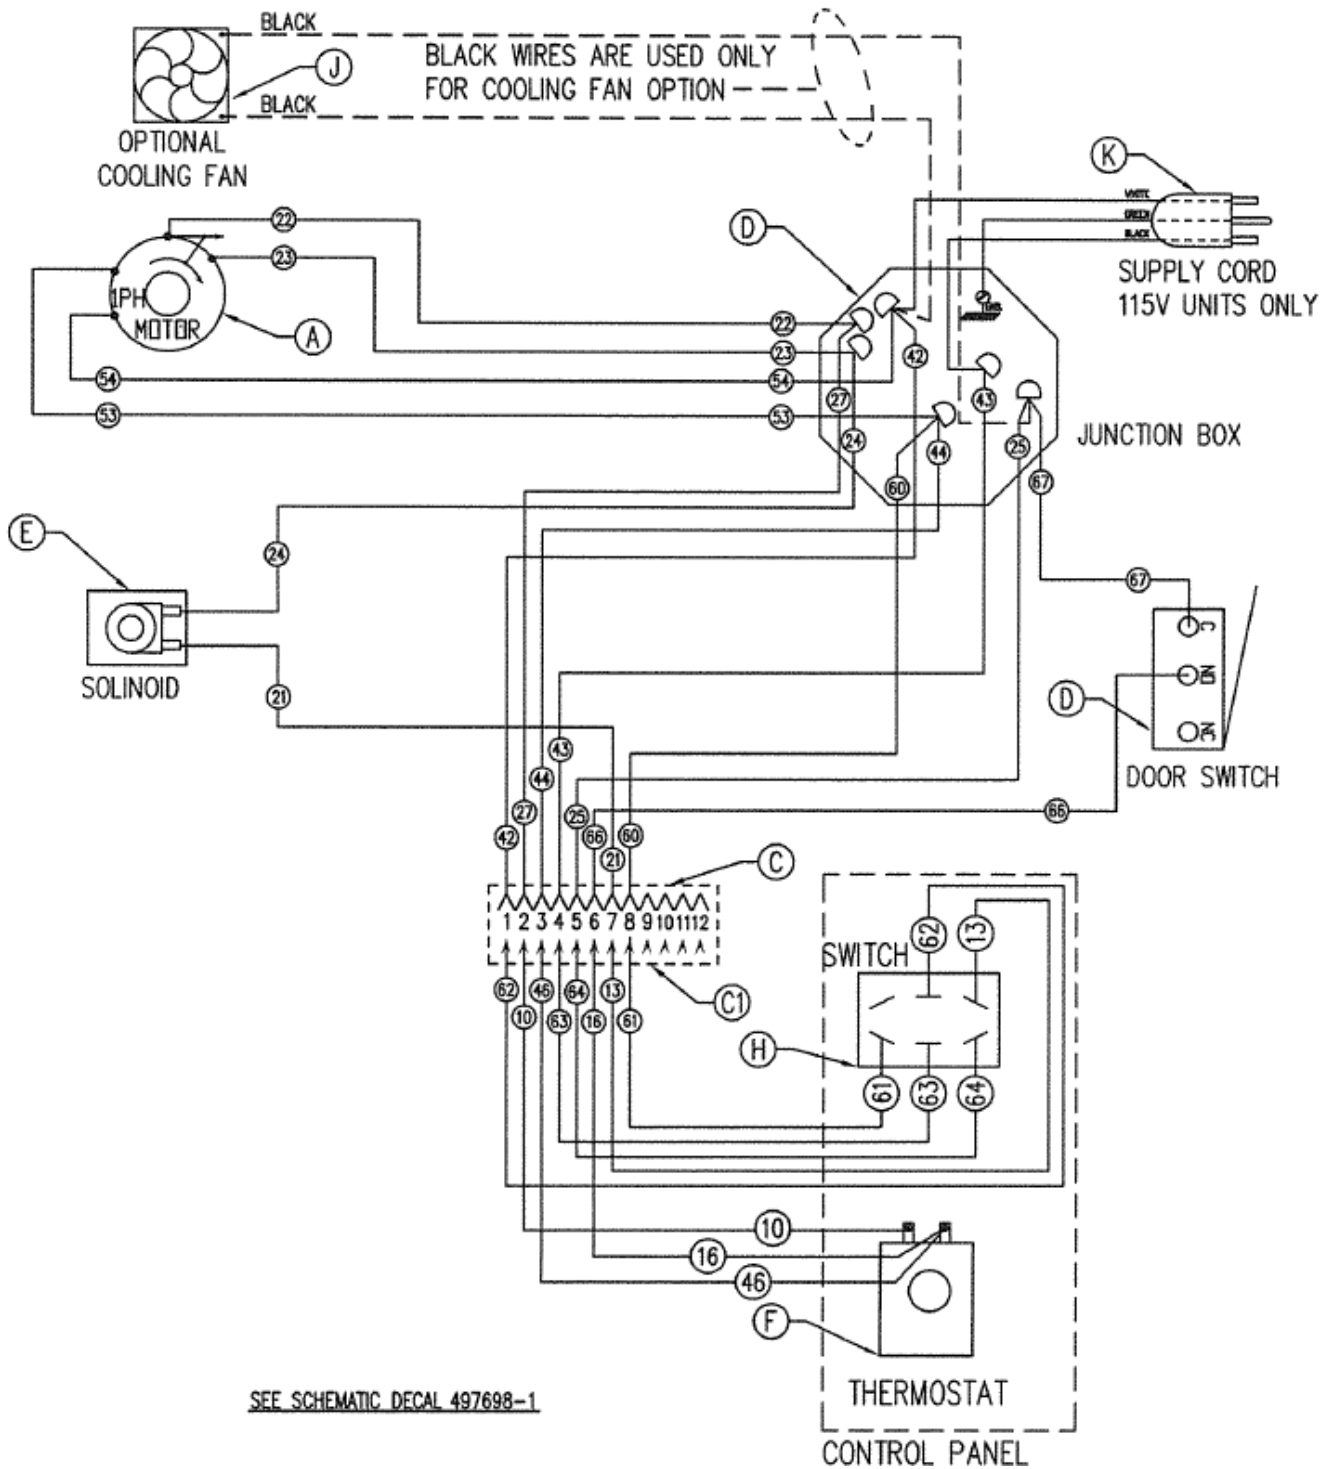 BLACK
BLACK WIRES ARE USED ONLY
FOR COOLING FAN OPTION
J
BLACK
OPTIONAL
COOLING FAN
K
WHITE
GREEN
BLACK
SUPPLY CORD
115V UNITS ONLY
D
22
23
1PH
MOTOR
A
22
23
42
54
54
27
43
53
53
24
44
25
JUNCTION BOX
60
67
E
24
67
C
NO
NC
SOLINOID
21
D
DOOR SWITCH
43
44
27
25
66
60
66
42
21
C
1 2 3 4 5 6 7 8 9 10 11 12
62
13
SWITCH
62 46 64 13
10 63 16 61
C1
H
61
63
64
10
16
46
F
THERMOSTAT
SEE SCHEMATIC DECAL 497698-1
CONTROL PANEL